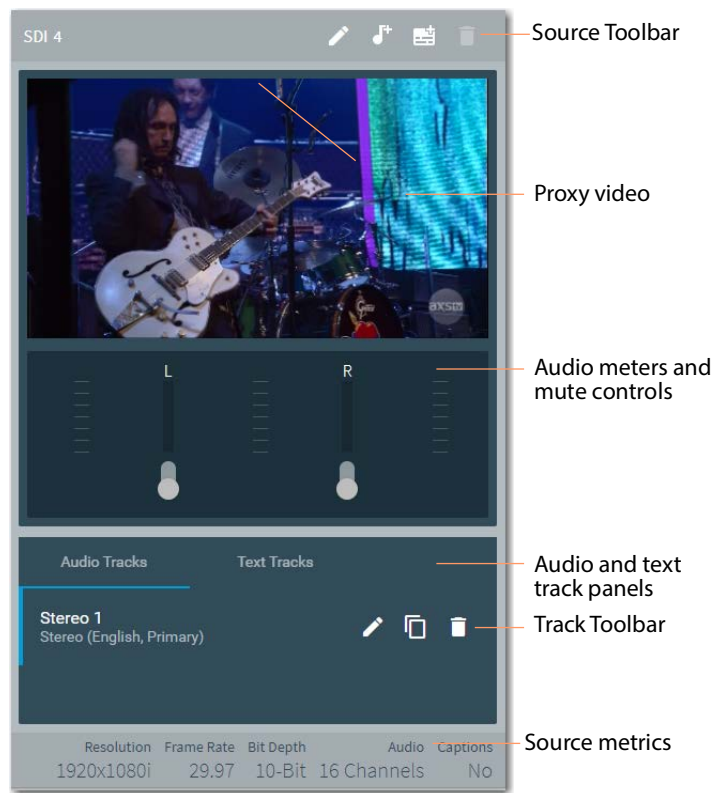 SDI 4
Source Toolbar
axstv
Proxy video
L
R
Audio meters and
mute controls
Audio Tracks
Text Tracks
Audio and text
track panels
Stereo 1
Stereo (English, Primary)
Track Toolbar
Resolution Frame Rate Bit Depth Audio Captions
1920x1080i 29.97 10-Bit 16 Channels No
Source metrics